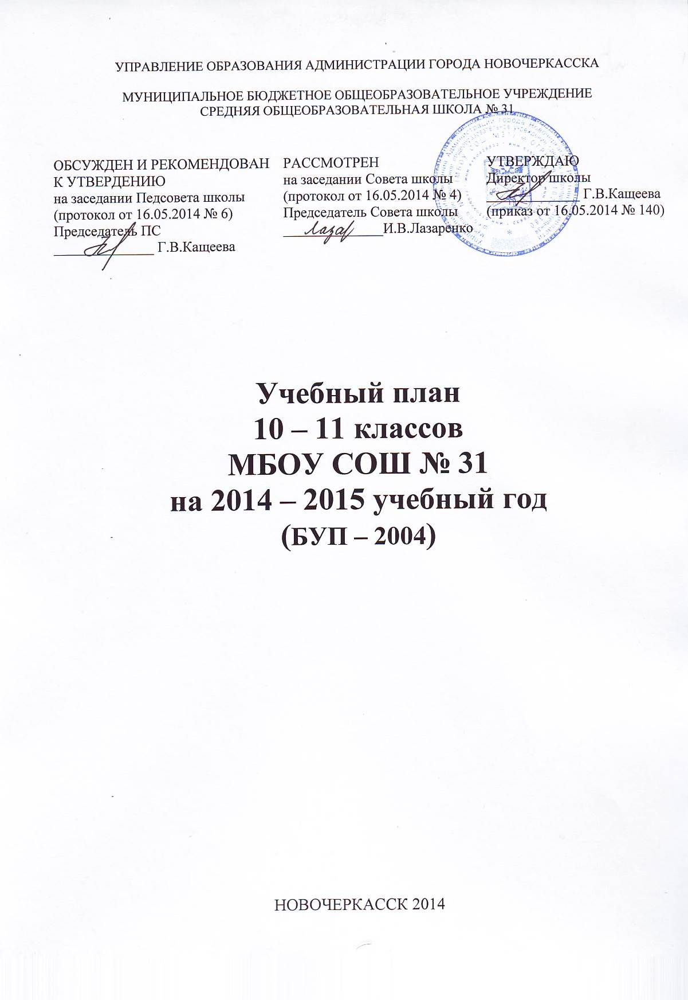 УПРАВЛЕНИЕ ОБРАЗОВАНИЯ АДМИНИСТРАЦИИ ГОРОДА НОВОЧЕРКАССКА
МУНИЦИПАЛЬНОЕ БЮДЖЕТНОЕ ОБЩЕОБРАЗОВАТЕЛЬНОЕ УЧРЕЖДЕНИЕ
СРЕДНЯЯ ОБЩЕОБРАЗОВАТЕЛЬНАЯ ШКОЛА № 31
ОБСУЖДЕН И РЕКОМЕНДОВАН
К УТВЕРДЕНИЮ
на заседании Педсовета школы
(протокол от 16.05.2014 № 6)
Председатель ПС
Г.В.Кащеева
РАССМОТРЕН
на заседании Совета школы
(протокол от 16.05.2014 № 4)
Председатель Совета школы
И.В.Лазаренко
УТВЕРЖДАЮ
Директор школы
Г.В.Кащеева
(приказ от 16.05.2014 № 140)
Учебный план
10 – 11 классов
МБОУ СОШ № 31
на 2014 – 2015 учебный год
(БУП – 2004)
НОВОЧЕРКАССК 2014